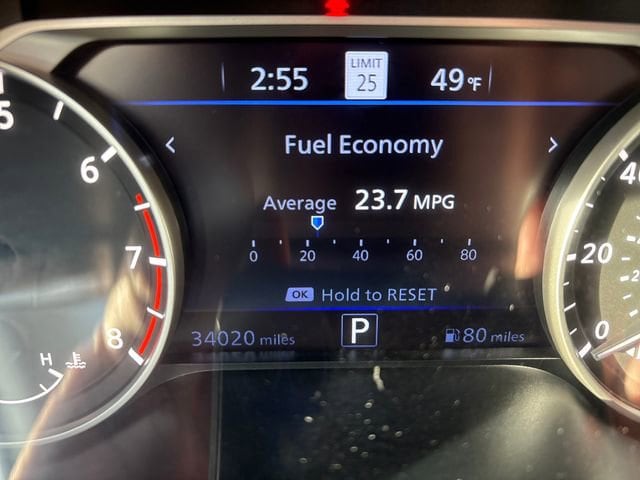 2:55 LIMIT 25 49°F
< Fuel Economy >
Average 23.7 MPG
0 20 40 60 80
OK Hold to RESET
34020 miles P 80 miles
5
6
7
8
H
40
20
0